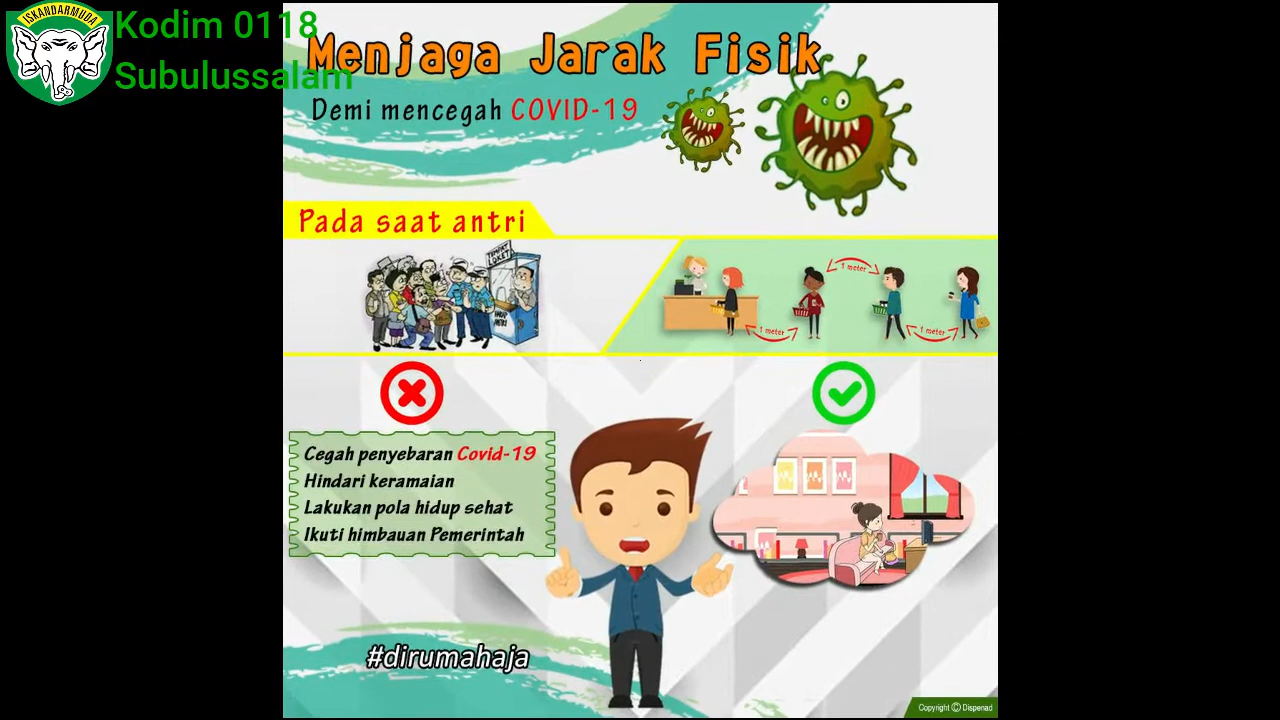 ISKANDARMUDA
Kodim 0118
Subulussalam
Menjaga Jarak Fisik
Demi mencegah COVID-19
Pada saat antri
LOKET
1 meter
1 meter
1 meter
Cegah penyebaran Covid-19
Hindari keramaian
Lakukan pola hidup sehat
Ikuti himbauan Pemerintah
#dirumahaja
Copyright © Dispenad